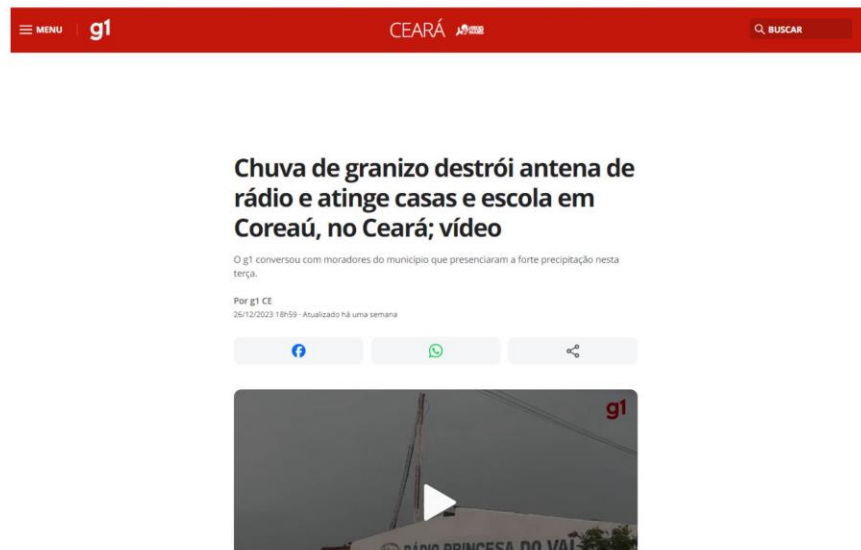 MENU g1 CEARÁ BUSCAR
Chuva de granizo destrói antena de
rádio e atinge casas e escola em
Coreaú, no Ceará; vídeo
O g1 conversou com moradores do município que presenciaram a forte precipitação nesta
terça.
Por g1 CE
26/12/2023 18h59 · Atualizado há uma semana
g1
RÁDIO PRINCESA DO VALE